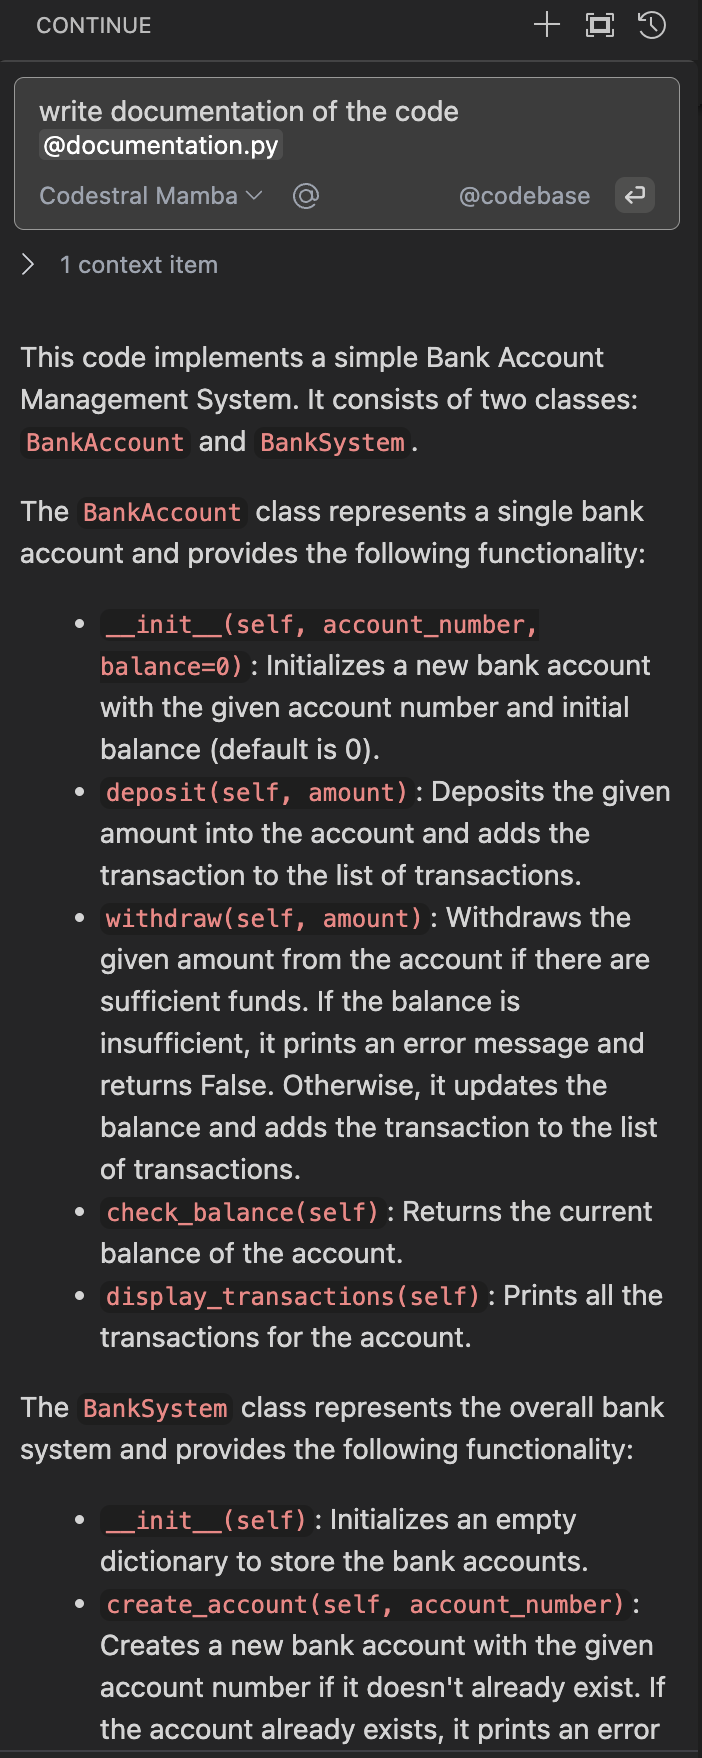 CONTINUE
write documentation of the code
@documentation.py
Codestral Mamba @ @codebase
1 context item
This code implements a simple Bank Account
Management System. It consists of two classes:
BankAccount and BankSystem.
The BankAccount class represents a single bank
account and provides the following functionality:
• __init__(self, account_number,
balance=0): Initializes a new bank account
with the given account number and initial
balance (default is 0).
• deposit(self, amount): Deposits the given
amount into the account and adds the
transaction to the list of transactions.
• withdraw(self, amount): Withdraws the
given amount from the account if there are
sufficient funds. If the balance is
insufficient, it prints an error message and
returns False. Otherwise, it updates the
balance and adds the transaction to the list
of transactions.
• check_balance(self): Returns the current
balance of the account.
• display_transactions(self): Prints all the
transactions for the account.
The BankSystem class represents the overall bank
system and provides the following functionality:
• __init__(self): Initializes an empty
dictionary to store the bank accounts.
• create_account(self, account_number):
Creates a new bank account with the given
account number if it doesn't already exist. If
the account already exists, it prints an error